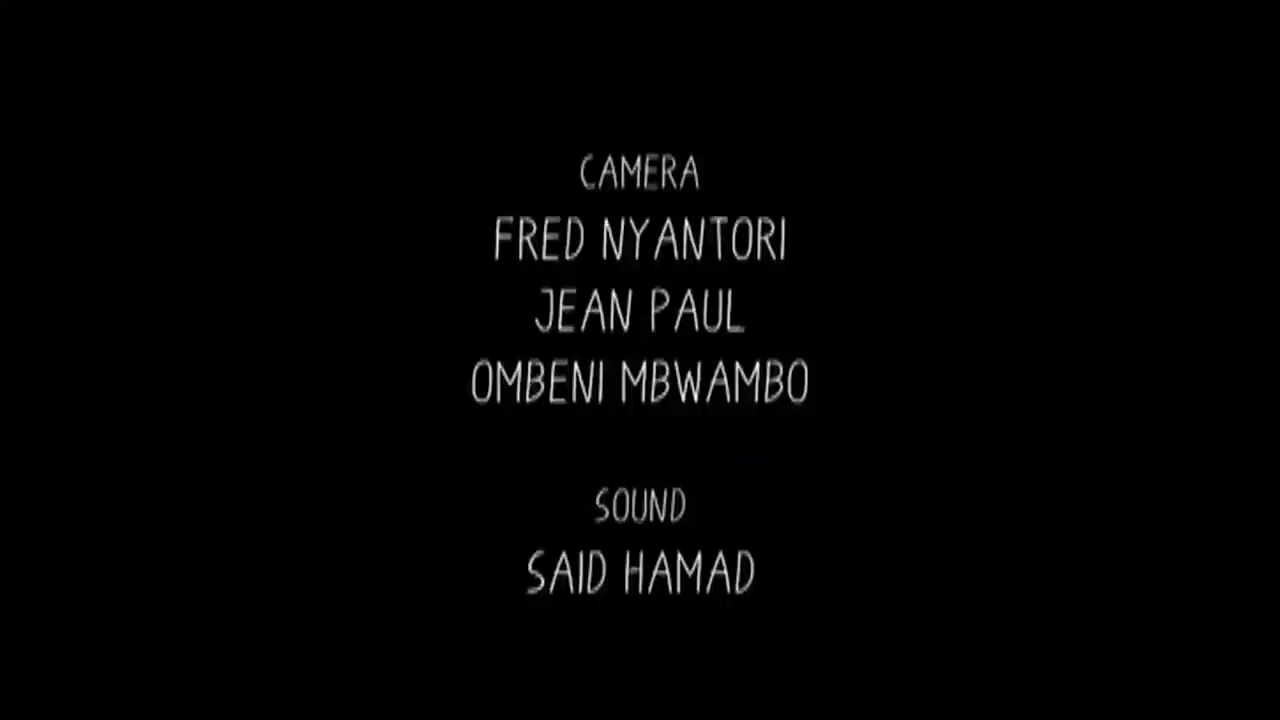 CAMERA
FRED NYANTORI
JEAN PAUL
OMBENI MBWAMBO
SOUND
SAID HAMAD